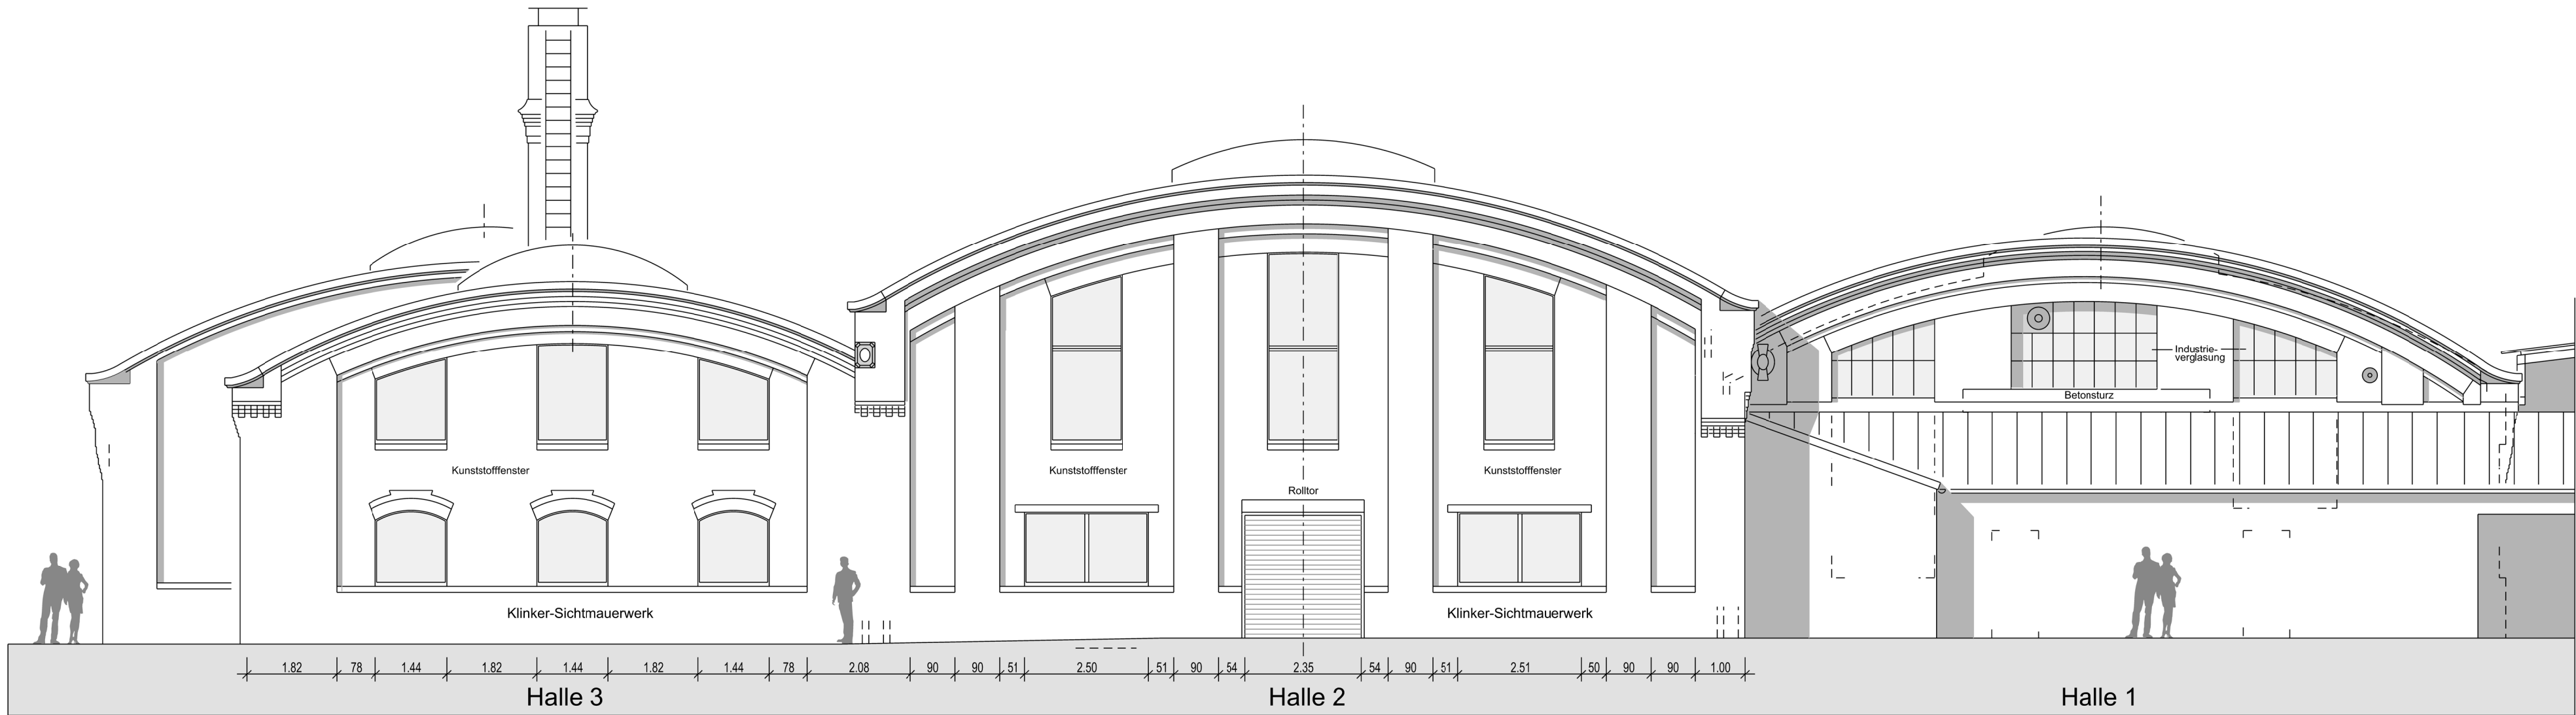 Industrie-
verglasung
Betonsturz
Kunststofffenster
Kunststofffenster
Kunststofffenster
Rolltor
Klinker-Sichtmauerwerk
Klinker-Sichtmauerwerk
1.82 78 1.44 1.82 1.44 1.82 1.44 78 2.08 90 90 51 2.50 51 90 54 2.35 54 90 51 2.51 50 90 90 1.00
Halle 3
Halle 2
Halle 1